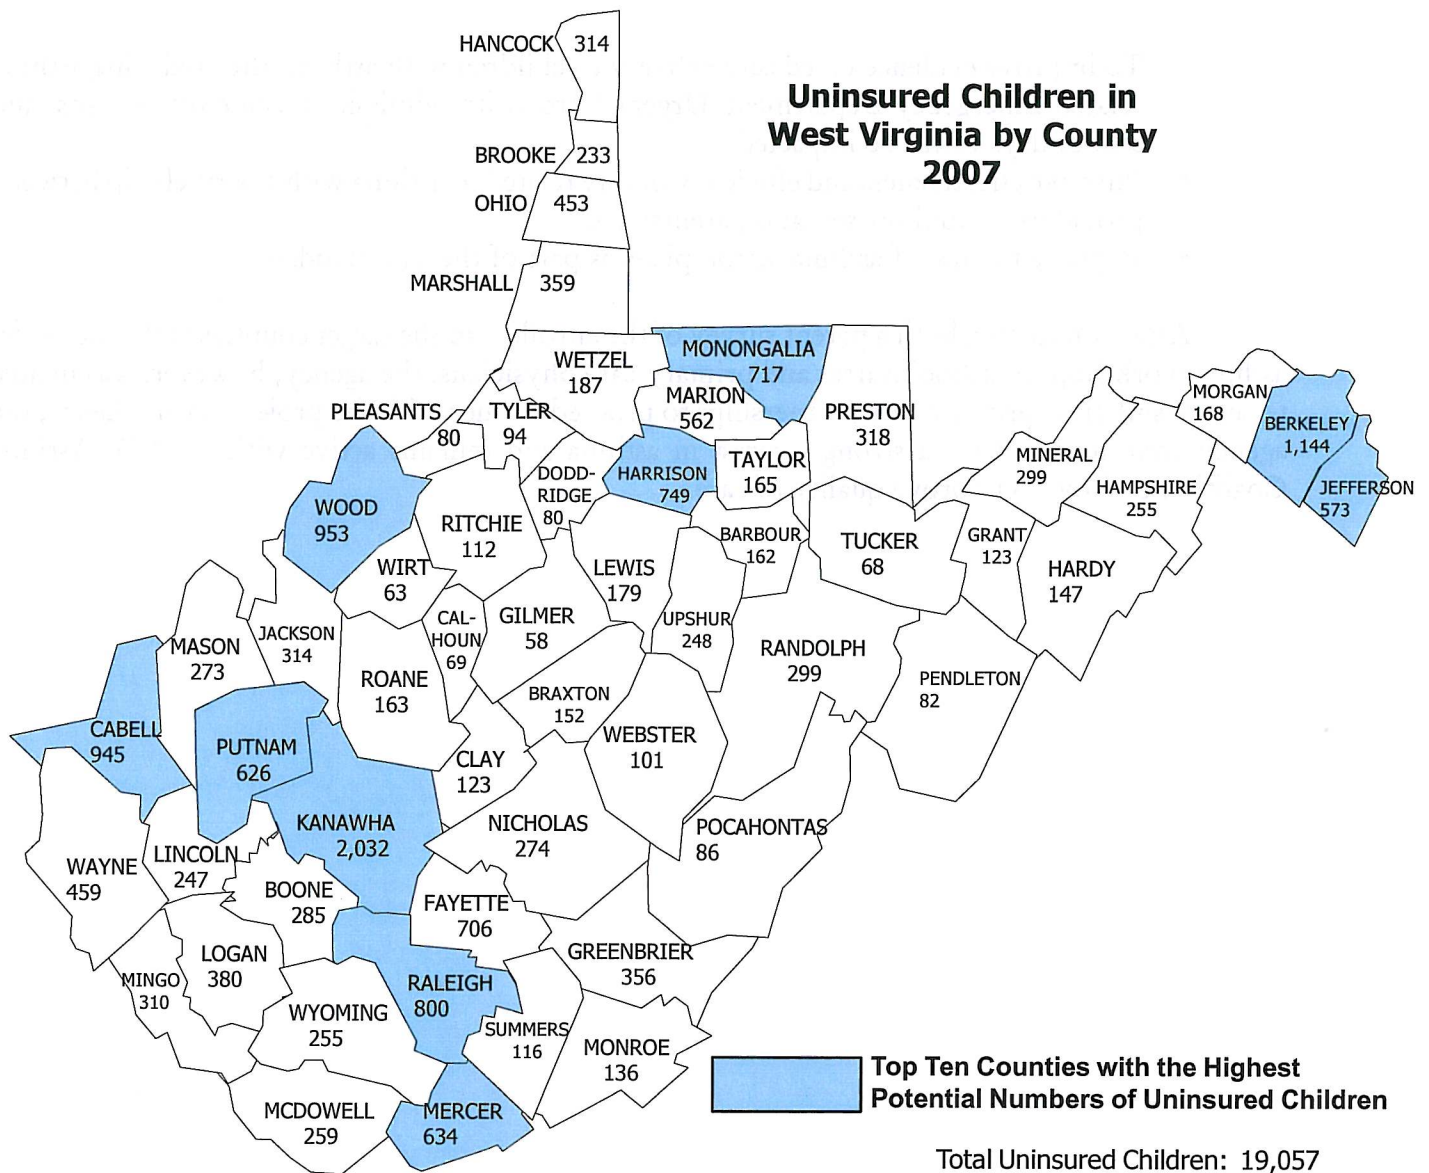 Uninsured Children in
West Virginia by County
2007
HANCOCK 314
BROOKE 233
OHIO 453
MARSHALL 359
WETZEL
187
MONONGALIA
717
MARION
562
PRESTON
318
PLEASANTS
80
TYLER
94
DODD-
RIDGE
80
HARRISON
749
TAYLOR
165
MORGAN
168
BERKELEY
1,144
JEFFERSON
573
MINERAL
299
HAMPSHIRE
255
WOOD
953
RITCHIE
112
BARBOUR
162
TUCKER
68
GRANT
123
HARDY
147
WIRT
63
LEWIS
179
CAL-
HOUN
69
GILMER
58
UPSHUR
248
RANDOLPH
299
PENDLETON
82
MASON
273
JACKSON
314
ROANE
163
BRAXTON
152
WEBSTER
101
CABELL
945
PUTNAM
626
CLAY
123
KANAWHA
2,032
NICHOLAS
274
POCAHONTAS
86
WAYNE
459
LINCOLN
247
BOONE
285
FAYETTE
706
GREENBRIER
356
LOGAN
380
MINGO
310
RALEIGH
800
WYOMING
255
SUMMERS
116
MONROE
136
MCDOWELL
259
MERCER
634
Top Ten Counties with the Highest
Potential Numbers of Uninsured Children
Total Uninsured Children: 19,057